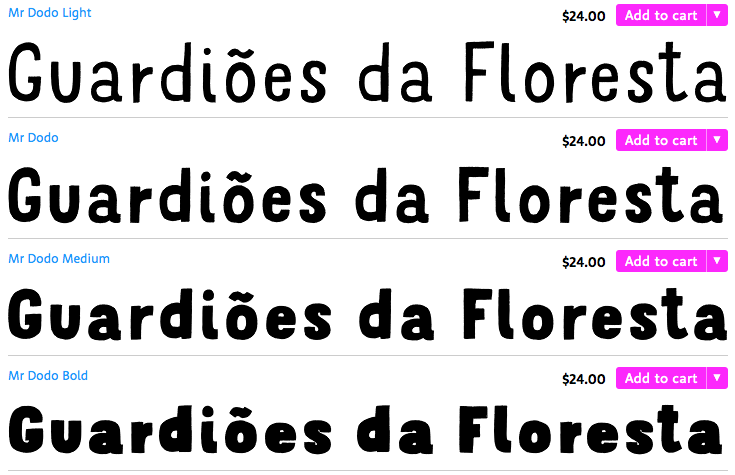 Mr Dodo Light
$24.00 Add to cart ▼
Guardiões da Floresta
Mr Dodo
$24.00 Add to cart ▼
Guardiões da Floresta
Mr Dodo Medium
$24.00 Add to cart ▼
Guardiões da Floresta
Mr Dodo Bold
$24.00 Add to cart ▼
Guardiões da Floresta